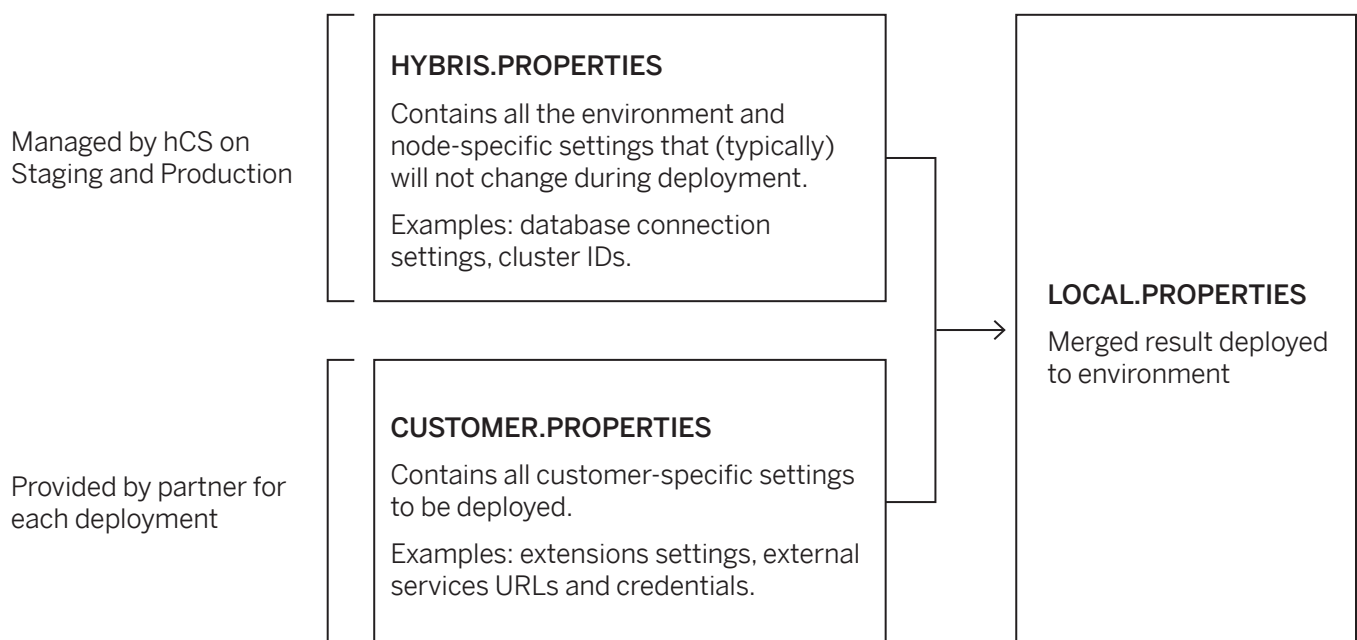 Managed by hCS on
Staging and Production
HYBRIS.PROPERTIES
Contains all the environment and
node-specific settings that (typically)
will not change during deployment.
Examples: database connection
settings, cluster IDs.
Provided by partner for
each deployment
CUSTOMER.PROPERTIES
Contains all customer-specific settings
to be deployed.
Examples: extensions settings, external
services URLs and credentials.
LOCAL.PROPERTIES
Merged result deployed
to environment